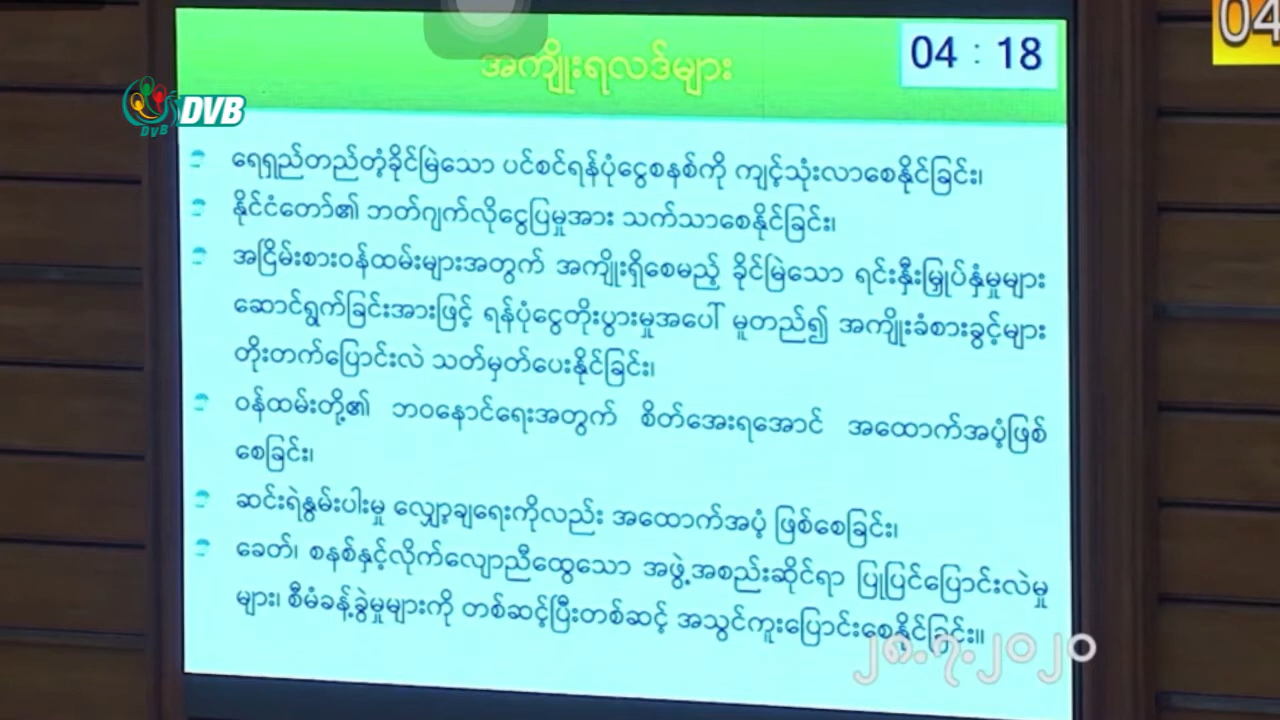 04
အကျိုးရလဒ်များ
04 : 18
DVB
DVB
ရေရှည်တည်တံ့ခိုင်မြဲသော ပင်စင်ရန်ပုံငွေစနစ်ကို ကျင့်သုံးလာစေနိုင်ခြင်း၊
နိုင်ငံတော်၏ ဘတ်ဂျက်လိုငွေပြမှုအား သက်သာစေနိုင်ခြင်း၊
အငြိမ်းစားဝန်ထမ်းများအတွက် အကျိုးရှိစေမည့် ခိုင်မြဲသော ရင်းနှီးမြှုပ်နှံမှုများ
ဆောင်ရွက်ခြင်းအားဖြင့် ရန်ပုံငွေတိုးပွားမှုအပေါ် မူတည်၍ အကျိုးခံစားခွင့်များ
တိုးတက်ပြောင်းလဲ သတ်မှတ်ပေးနိုင်ခြင်း၊
ဝန်ထမ်းတို့၏ ဘဝနောင်ရေးအတွက် စိတ်အေးရအောင် အထောက်အပံ့ဖြစ်
စေခြင်း၊
ဆင်းရဲနွမ်းပါးမှု လျှော့ချရေးကိုလည်း အထောက်အပံ့ ဖြစ်စေခြင်း၊
ခေတ်၊ စနစ်နှင့်လိုက်လျောညီထွေသော အဖွဲ့အစည်းဆိုင်ရာ ပြုပြင်ပြောင်းလဲမှု
များ၊ စီမံခန့်ခွဲမှုများကို တစ်ဆင့်ပြီးတစ်ဆင့် အသွင်ကူးပြောင်းစေနိုင်ခြင်း။
၂၈.၇.၂၀၂၀